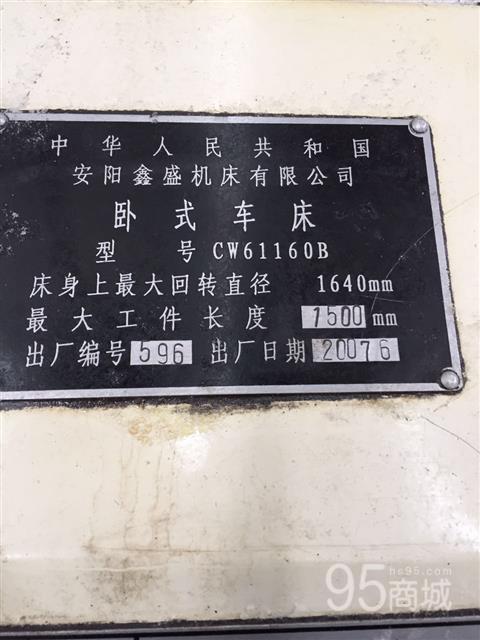 中华人民共和国
安阳鑫盛机床有限公司
卧式车床
型 号 CW61160B
床身上最大回转直径 1640mm
最大工件长度 1500mm
出厂编号 596 出厂日期 20076
hs95.com
95商城